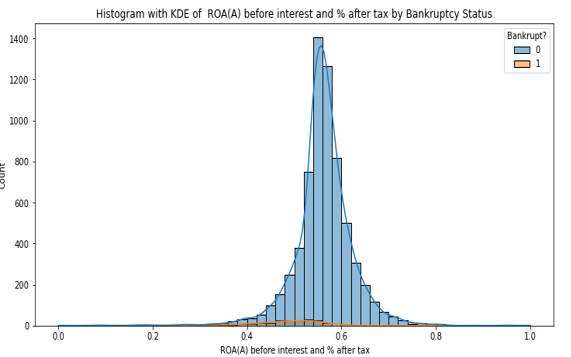 Histogram with KDE of  ROA(A) before interest and % after tax by Bankruptcy Status
Bankrupt?
0
1
1400
1200
1000
800
600
400
200
0
Count
0.0 0.2 0.4 0.6 0.8 1.0
ROA(A) before interest and % after tax